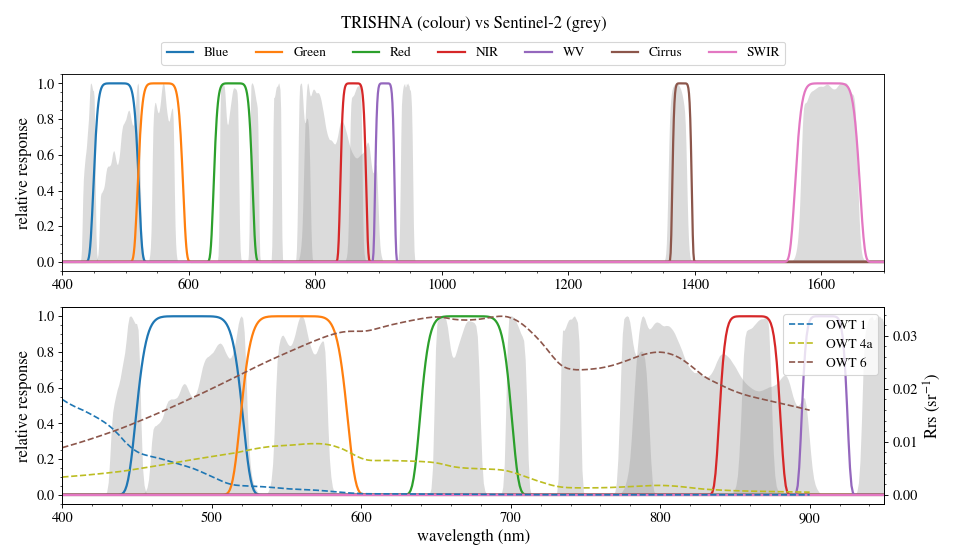 TRISHNA (colour) vs Sentinel-2 (grey)
Blue Green Red NIR WV Cirrus SWIR
relative response
1.0
0.8
0.6
0.4
0.2
0.0
400 600 800 1000 1200 1400 1600
relative response
1.0
0.8
0.6
0.4
0.2
0.0
OWT 1
OWT 4a
OWT 6
0.03
0.02
0.01
0.00
Rrs (sr⁻¹)
400 500 600 700 800 900
wavelength (nm)